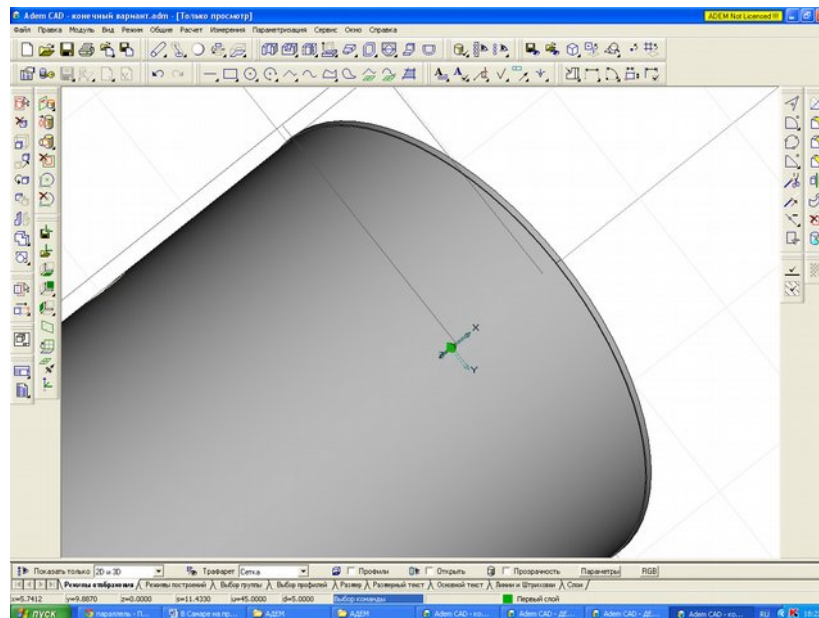 Adem CAD - конечный вариант.adm - [Только просмотр]
ADEM Not Licenced !!!
Файл Правка Модуль Вид Режим Общие Расчет Измерения Параметризация Сервис Окно Справка
X
Z
Y
Показать только 2D и 3D Трафарет Сетка Профили Открыть Прозрачность Параметры RGB
Режимы отображения Режимы построений Выбор группы Выбор профилей Размер Размерный текст Основной текст Линии и Штриховки Слои
x=5.7412 y=9.8870 z=0.0000 s=11.4330 u=45.0000 d=5.0000 Выбор команды Первый слой
пуск параллель - П... В Самаре на пр... АДЕМ АДЕМ Adem CAD - ко... Adem CAD - ДЕ... Adem CAD - ДЕ... Adem CAD - ко... RU